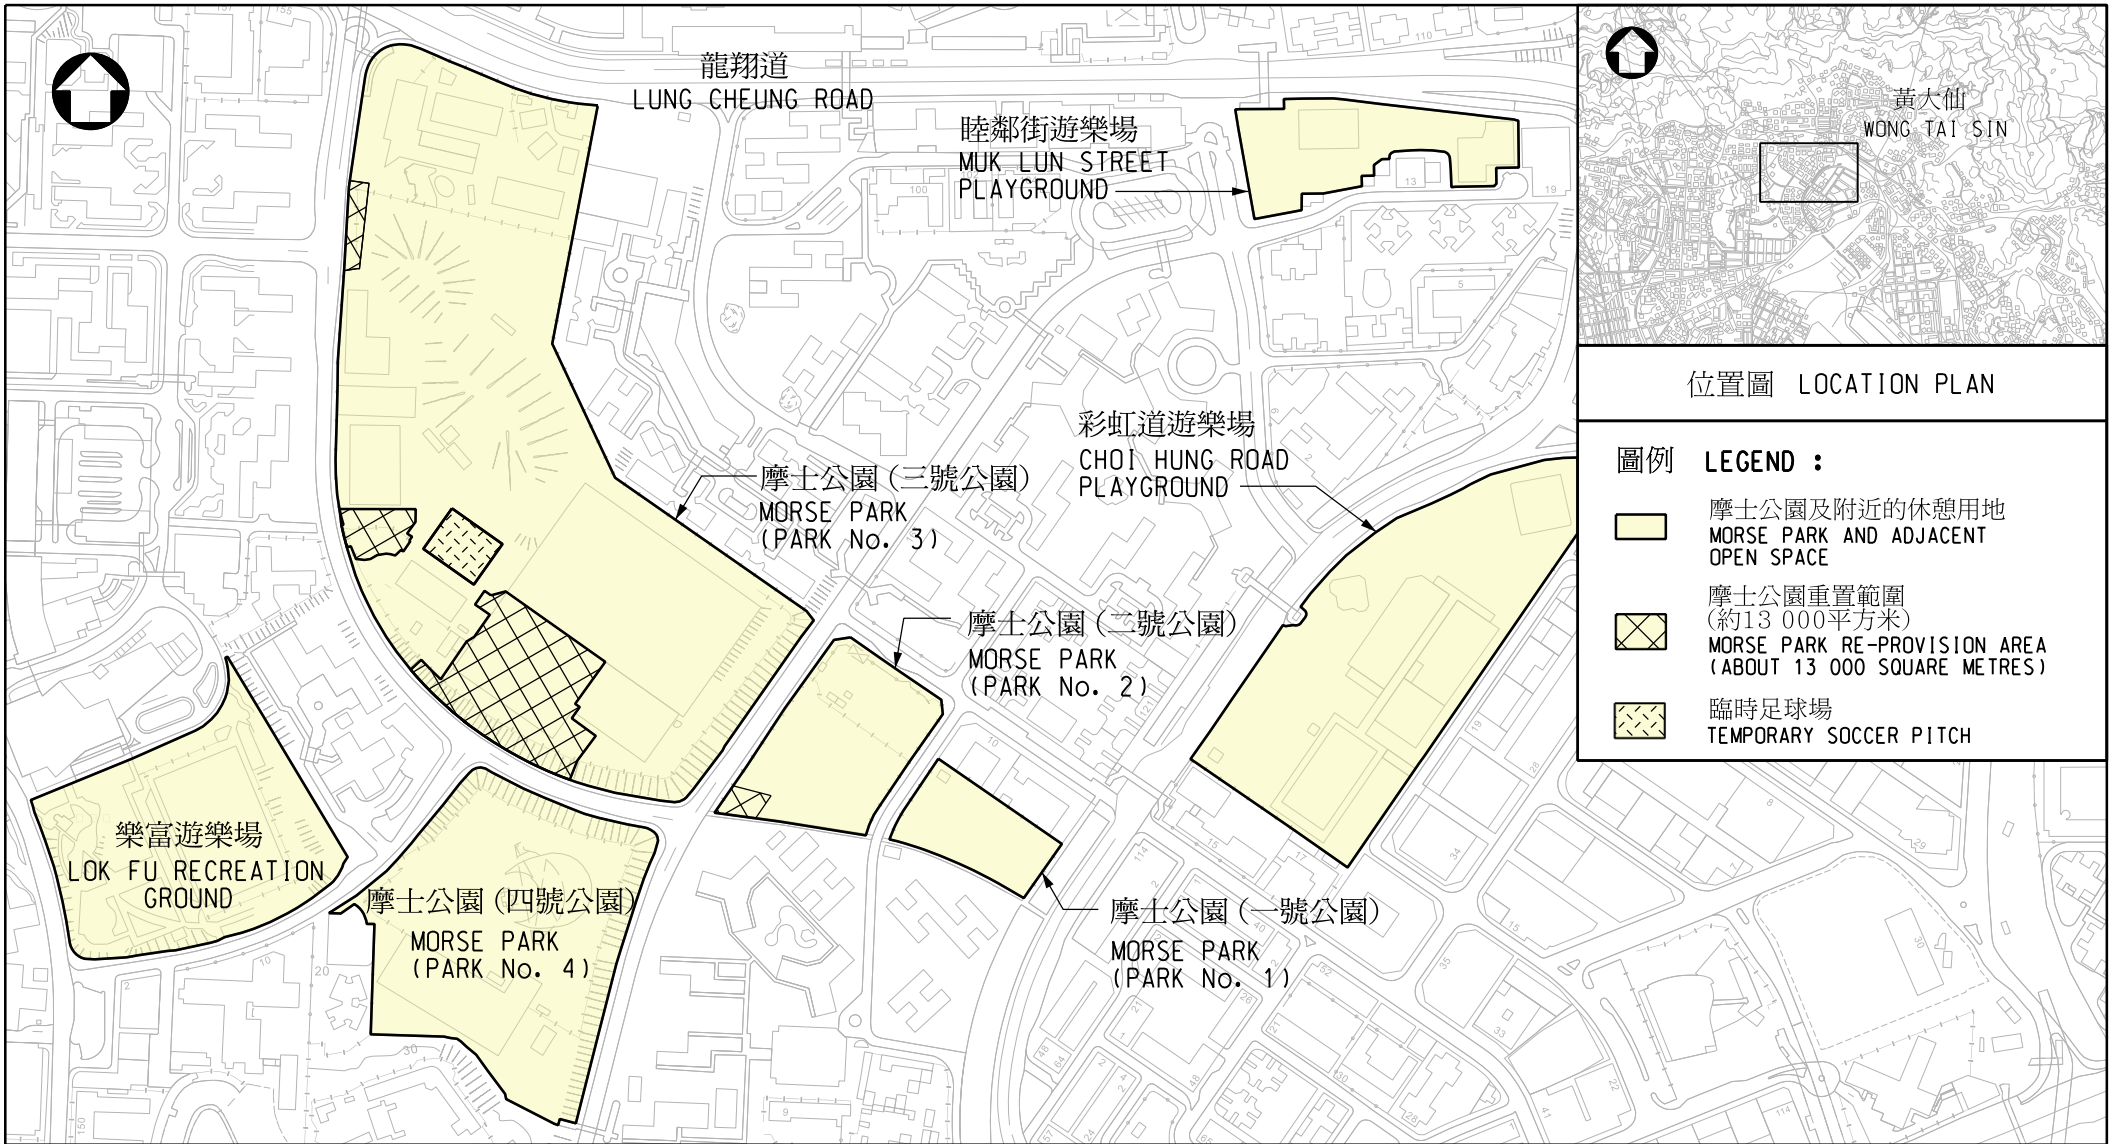 龍翔道
LUNG CHEUNG ROAD
睦鄰街遊樂場
MUK LUN STREET
PLAYGROUND
彩虹道遊樂場
CHOI HUNG ROAD
PLAYGROUND
摩士公園 (三號公園)
MORSE PARK
(PARK No. 3)
摩士公園 (二號公園)
MORSE PARK
(PARK No. 2)
樂富遊樂場
LOK FU RECREATION
GROUND
摩士公園 (四號公園)
MORSE PARK
(PARK No. 4)
摩士公園 (一號公園)
MORSE PARK
(PARK No. 1)
黃大仙
WONG TAI SIN
位置圖 LOCATION PLAN
圖例 LEGEND :
摩士公園及附近的休憩用地
MORSE PARK AND ADJACENT
OPEN SPACE
摩士公園重置範圍
(約13 000平方米)
MORSE PARK RE-PROVISION AREA
(ABOUT 13 000 SQUARE METRES)
臨時足球場
TEMPORARY SOCCER PITCH